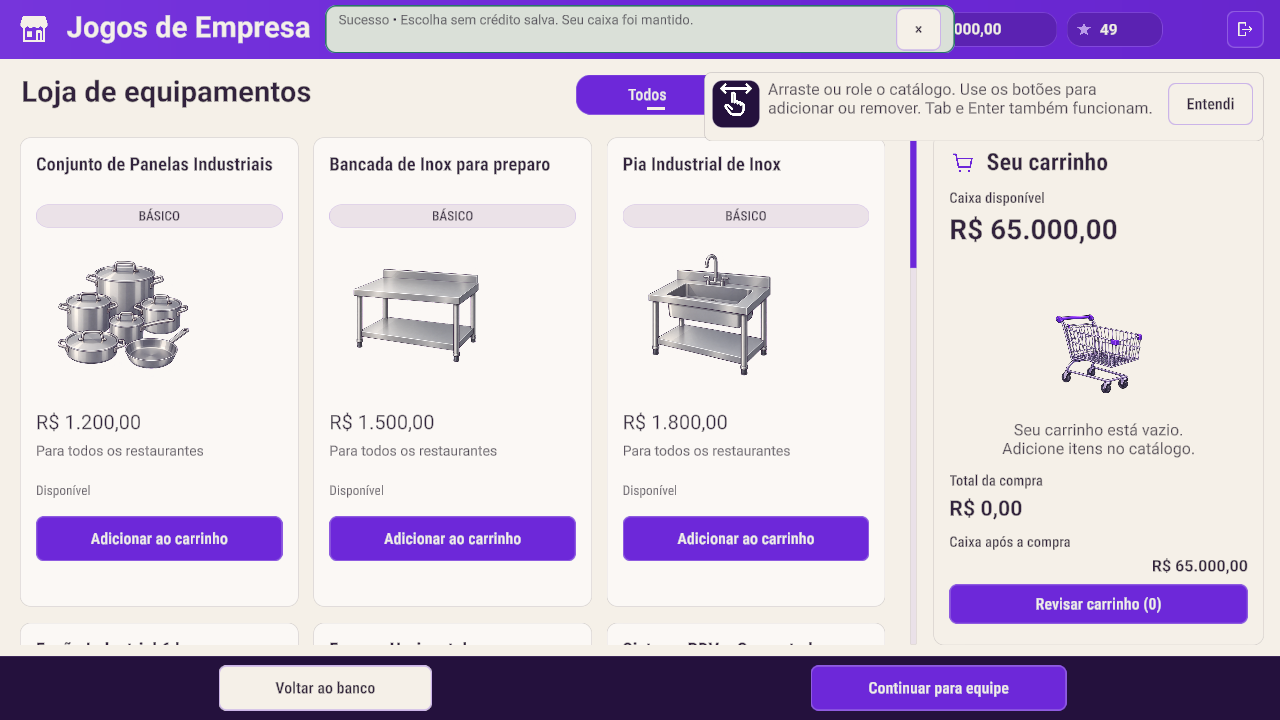 Jogos de Empresa
Sucesso • Escolha sem crédito salva. Seu caixa foi mantido.
×
000,00
49
Loja de equipamentos
Todos
Arraste ou role o catálogo. Use os botões para
adicionar ou remover. Tab e Enter também funcionam.
Entendi
Conjunto de Panelas Industriais
BÁSICO
R$ 1.200,00
Para todos os restaurantes
Disponível
Adicionar ao carrinho
Bancada de Inox para preparo
BÁSICO
R$ 1.500,00
Para todos os restaurantes
Disponível
Adicionar ao carrinho
Pia Industrial de Inox
BÁSICO
R$ 1.800,00
Para todos os restaurantes
Disponível
Adicionar ao carrinho
Seu carrinho
Caixa disponível
R$ 65.000,00
Seu carrinho está vazio.
Adicione itens no catálogo.
Total da compra
R$ 0,00
Caixa após a compra
R$ 65.000,00
Revisar carrinho (0)
Voltar ao banco
Continuar para equipe